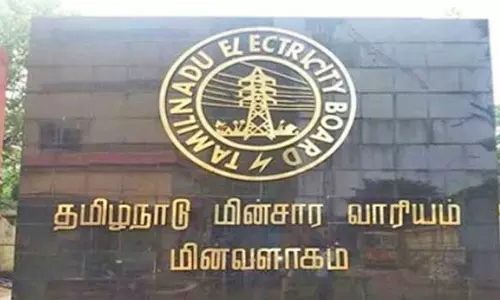 TAMILNADU ELECTRICITY BOARD
தமிழ்நாடு மின்சார வாரியம்
மின்வளாகம்